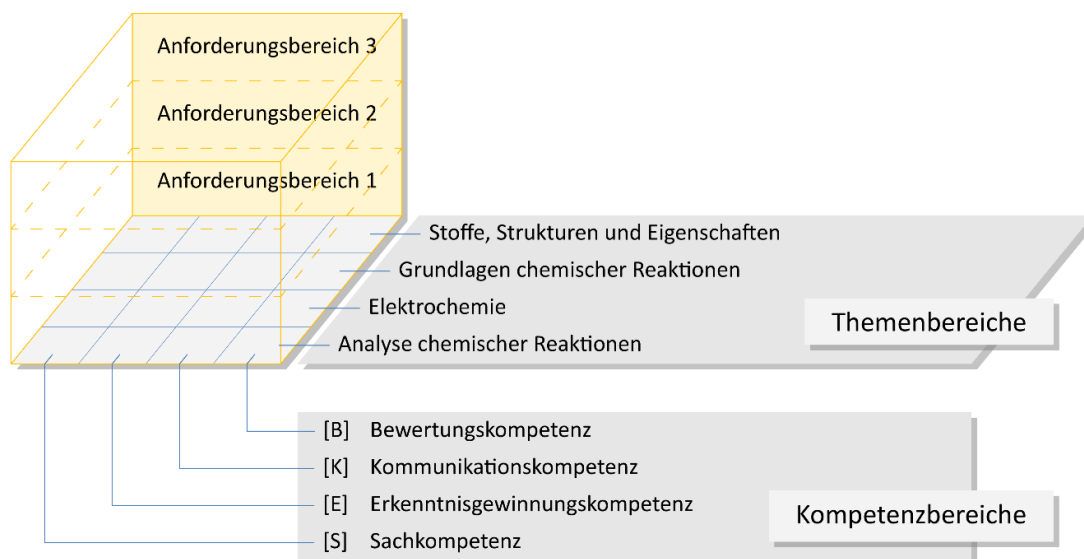 Anforderungsbereich 3
Anforderungsbereich 2
Anforderungsbereich 1
Stoffe, Strukturen und Eigenschaften
Grundlagen chemischer Reaktionen
Elektrochemie
Analyse chemischer Reaktionen
Themenbereiche
[B] Bewertungskompetenz
[K] Kommunikationskompetenz
[E] Erkenntnisgewinnungskompetenz
[S] Sachkompetenz
Kompetenzbereiche